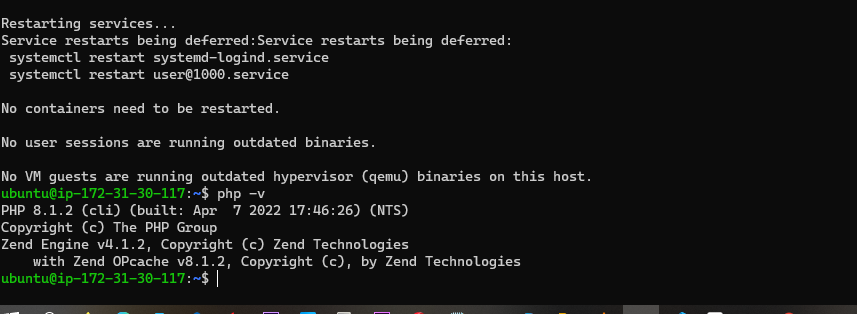 Restarting services...
Service restarts being deferred:Service restarts being deferred:
 systemctl restart systemd-logind.service
 systemctl restart user@1000.service
No containers need to be restarted.
No user sessions are running outdated binaries.
No VM guests are running outdated hypervisor (qemu) binaries on this host.
ubuntu@ip-172-31-30-117:~$ php -v
PHP 8.1.2 (cli) (built: Apr  7 2022 17:46:26) (NTS)
Copyright (c) The PHP Group
Zend Engine v4.1.2, Copyright (c) Zend Technologies
    with Zend OPcache v8.1.2, Copyright (c), by Zend Technologies
ubuntu@ip-172-31-30-117:~$